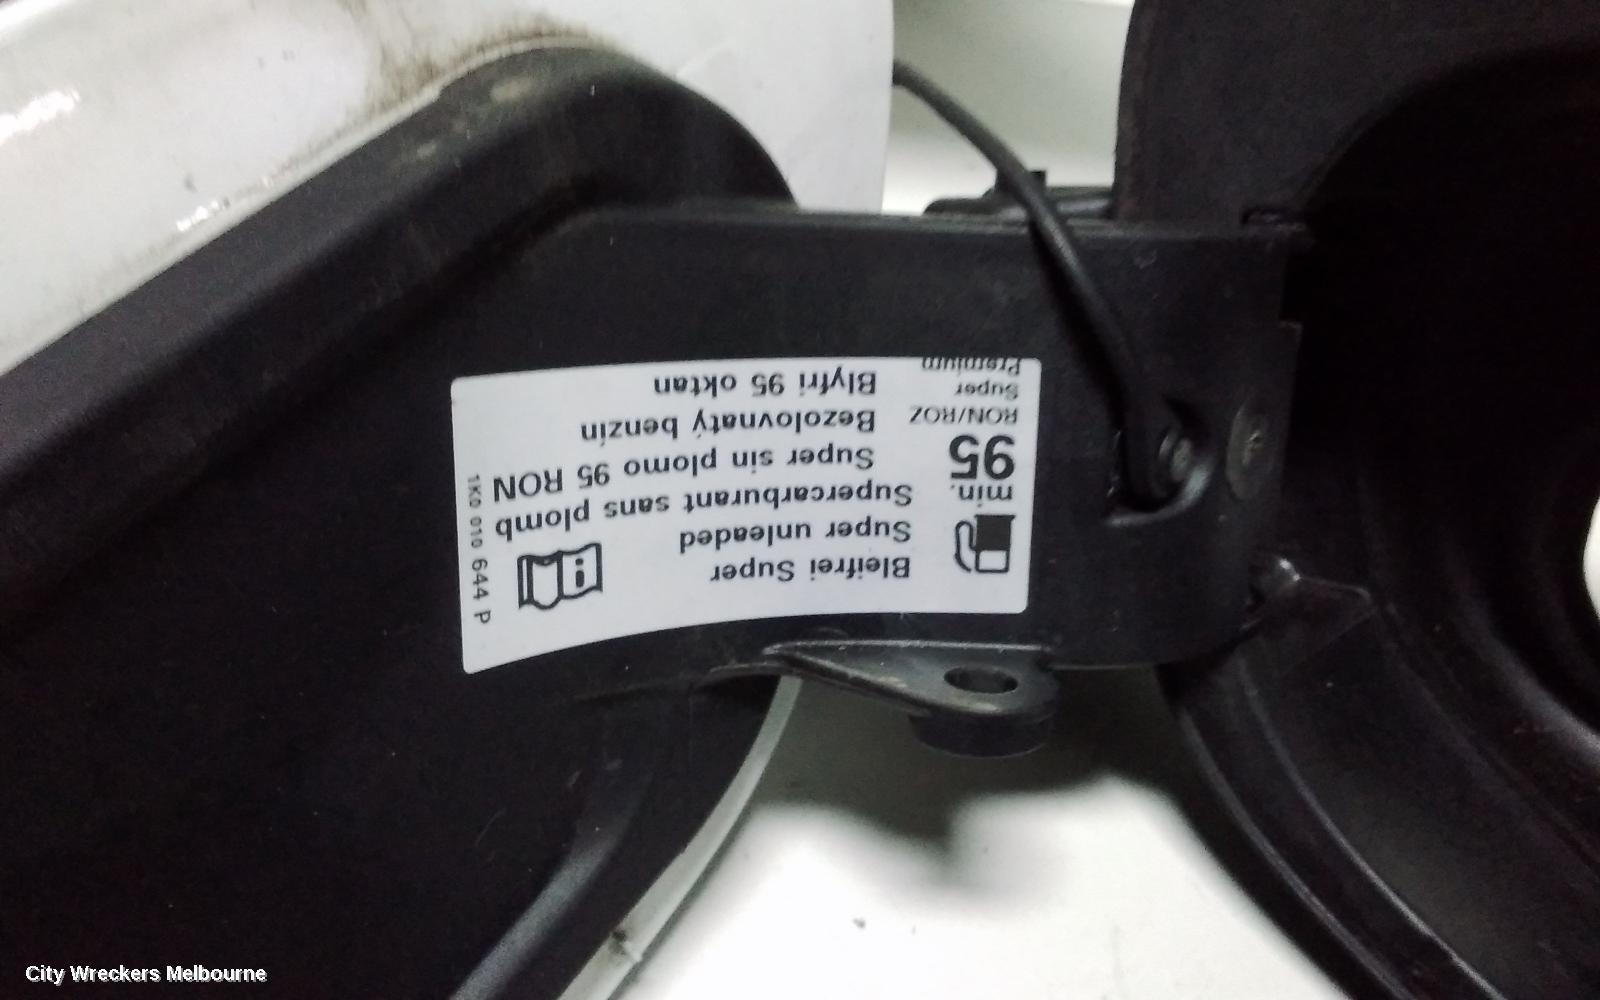 Bleifrei Super
Super unleaded
Supercarburant sans plomb
Super sin plomo 95 RON
Bezolovnatý benzín
Blyfri 95 oktan
min.
95
RON/ROZ
Super
Premium
1K0 010 644 P
City Wreckers Melbourne